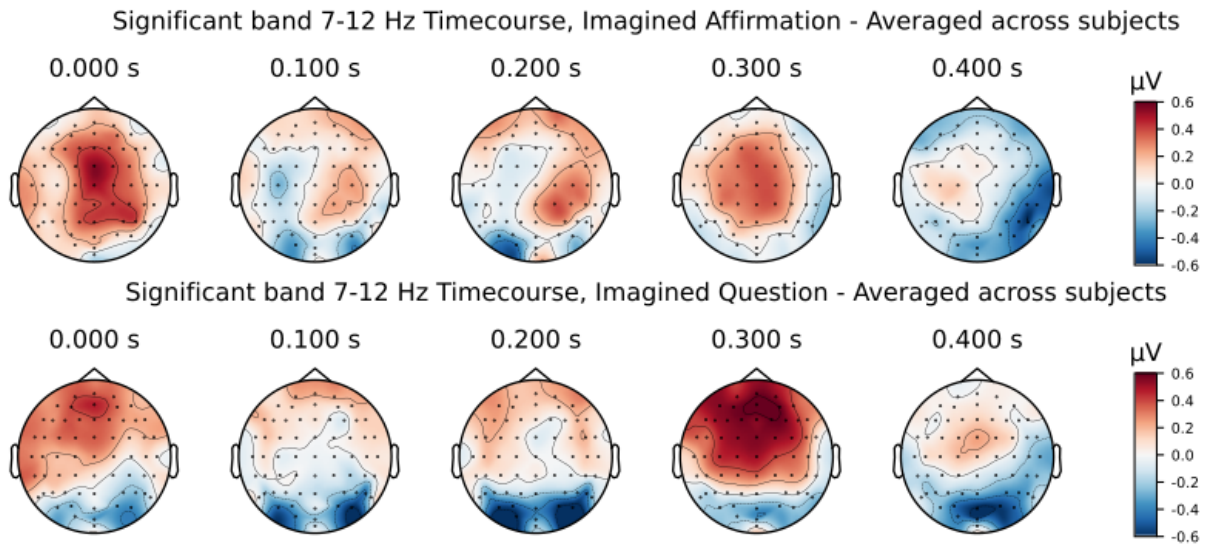 Significant band 7-12 Hz Timecourse, Imagined Affirmation - Averaged across subjects
0.000 s 0.100 s 0.200 s 0.300 s 0.400 s
µV
0.6
0.4
0.2
0.0
-0.2
-0.4
-0.6
Significant band 7-12 Hz Timecourse, Imagined Question - Averaged across subjects
0.000 s 0.100 s 0.200 s 0.300 s 0.400 s
µV
0.6
0.4
0.2
0.0
-0.2
-0.4
-0.6